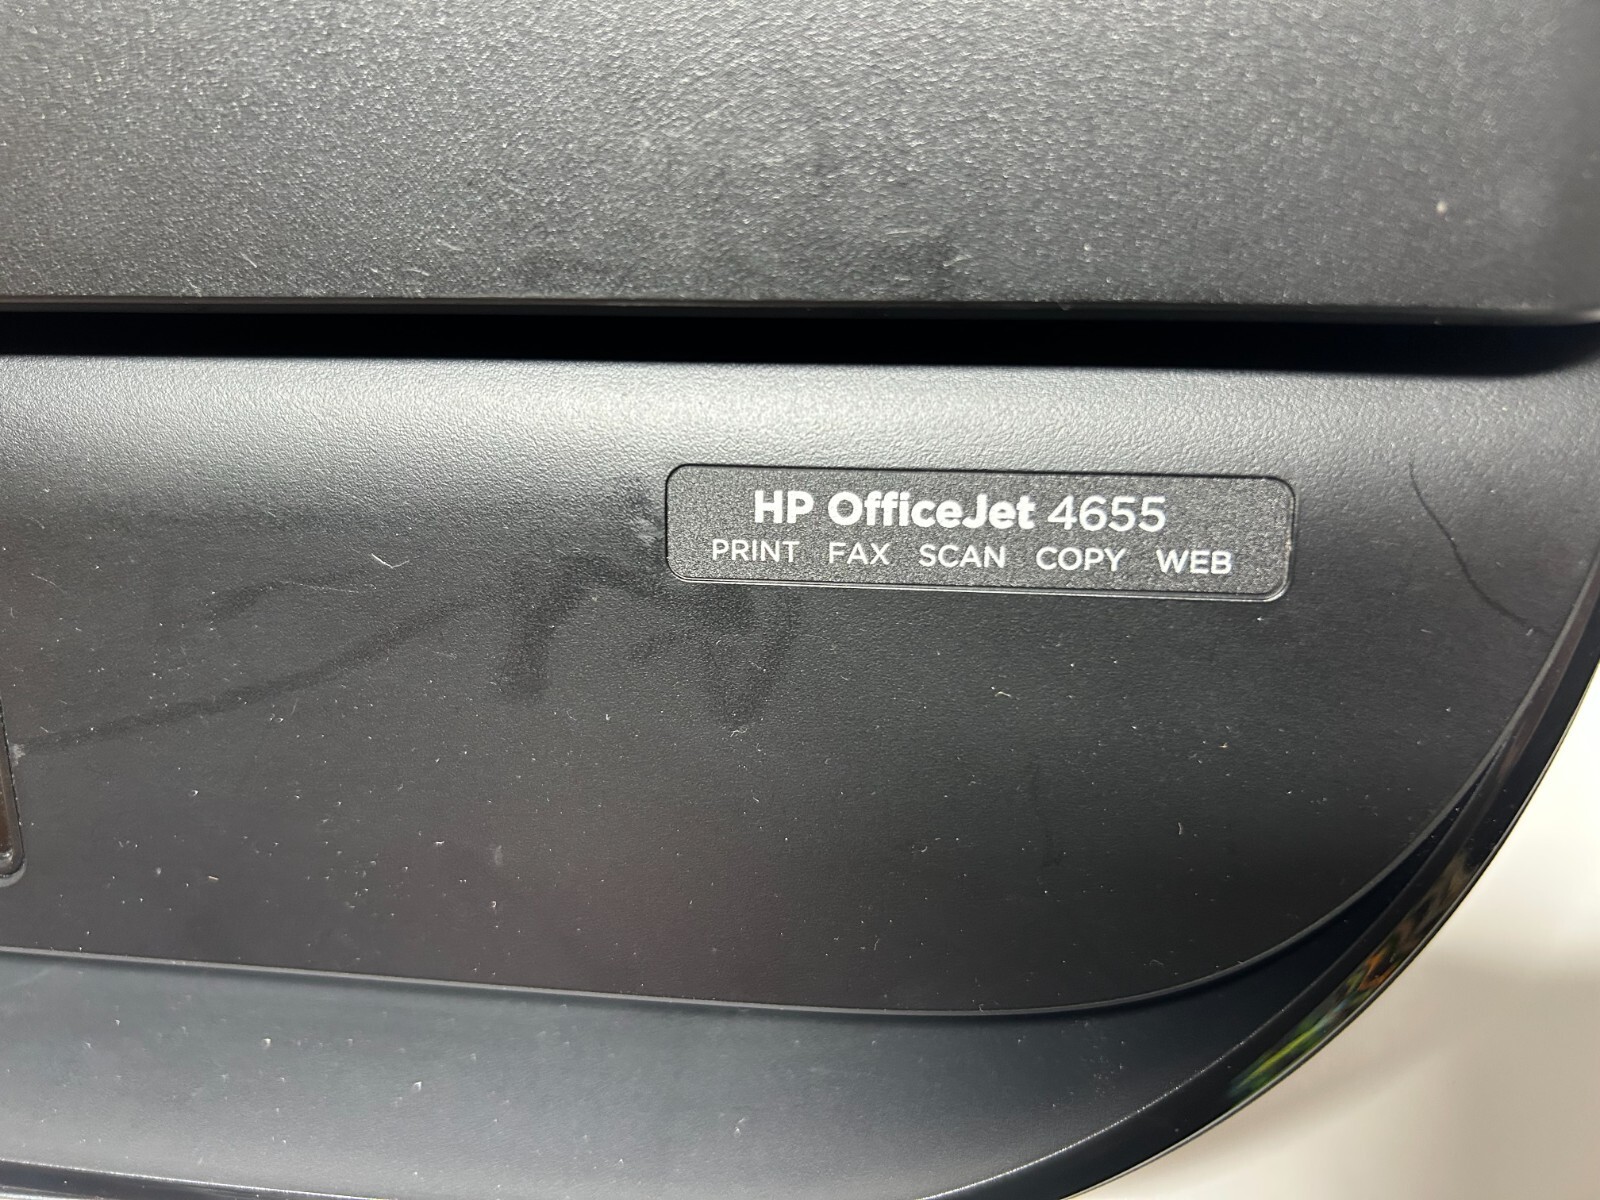 HP OfficeJet 4655
PRINT FAX SCAN COPY WEB